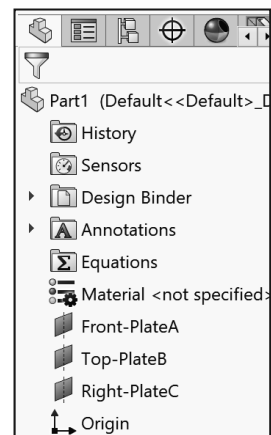 Part1 (Default<<Default>_D
History
Sensors
Design Binder
Annotations
Equations
Material <not specified>
Front-PlateA
Top-PlateB
Right-PlateC
Origin